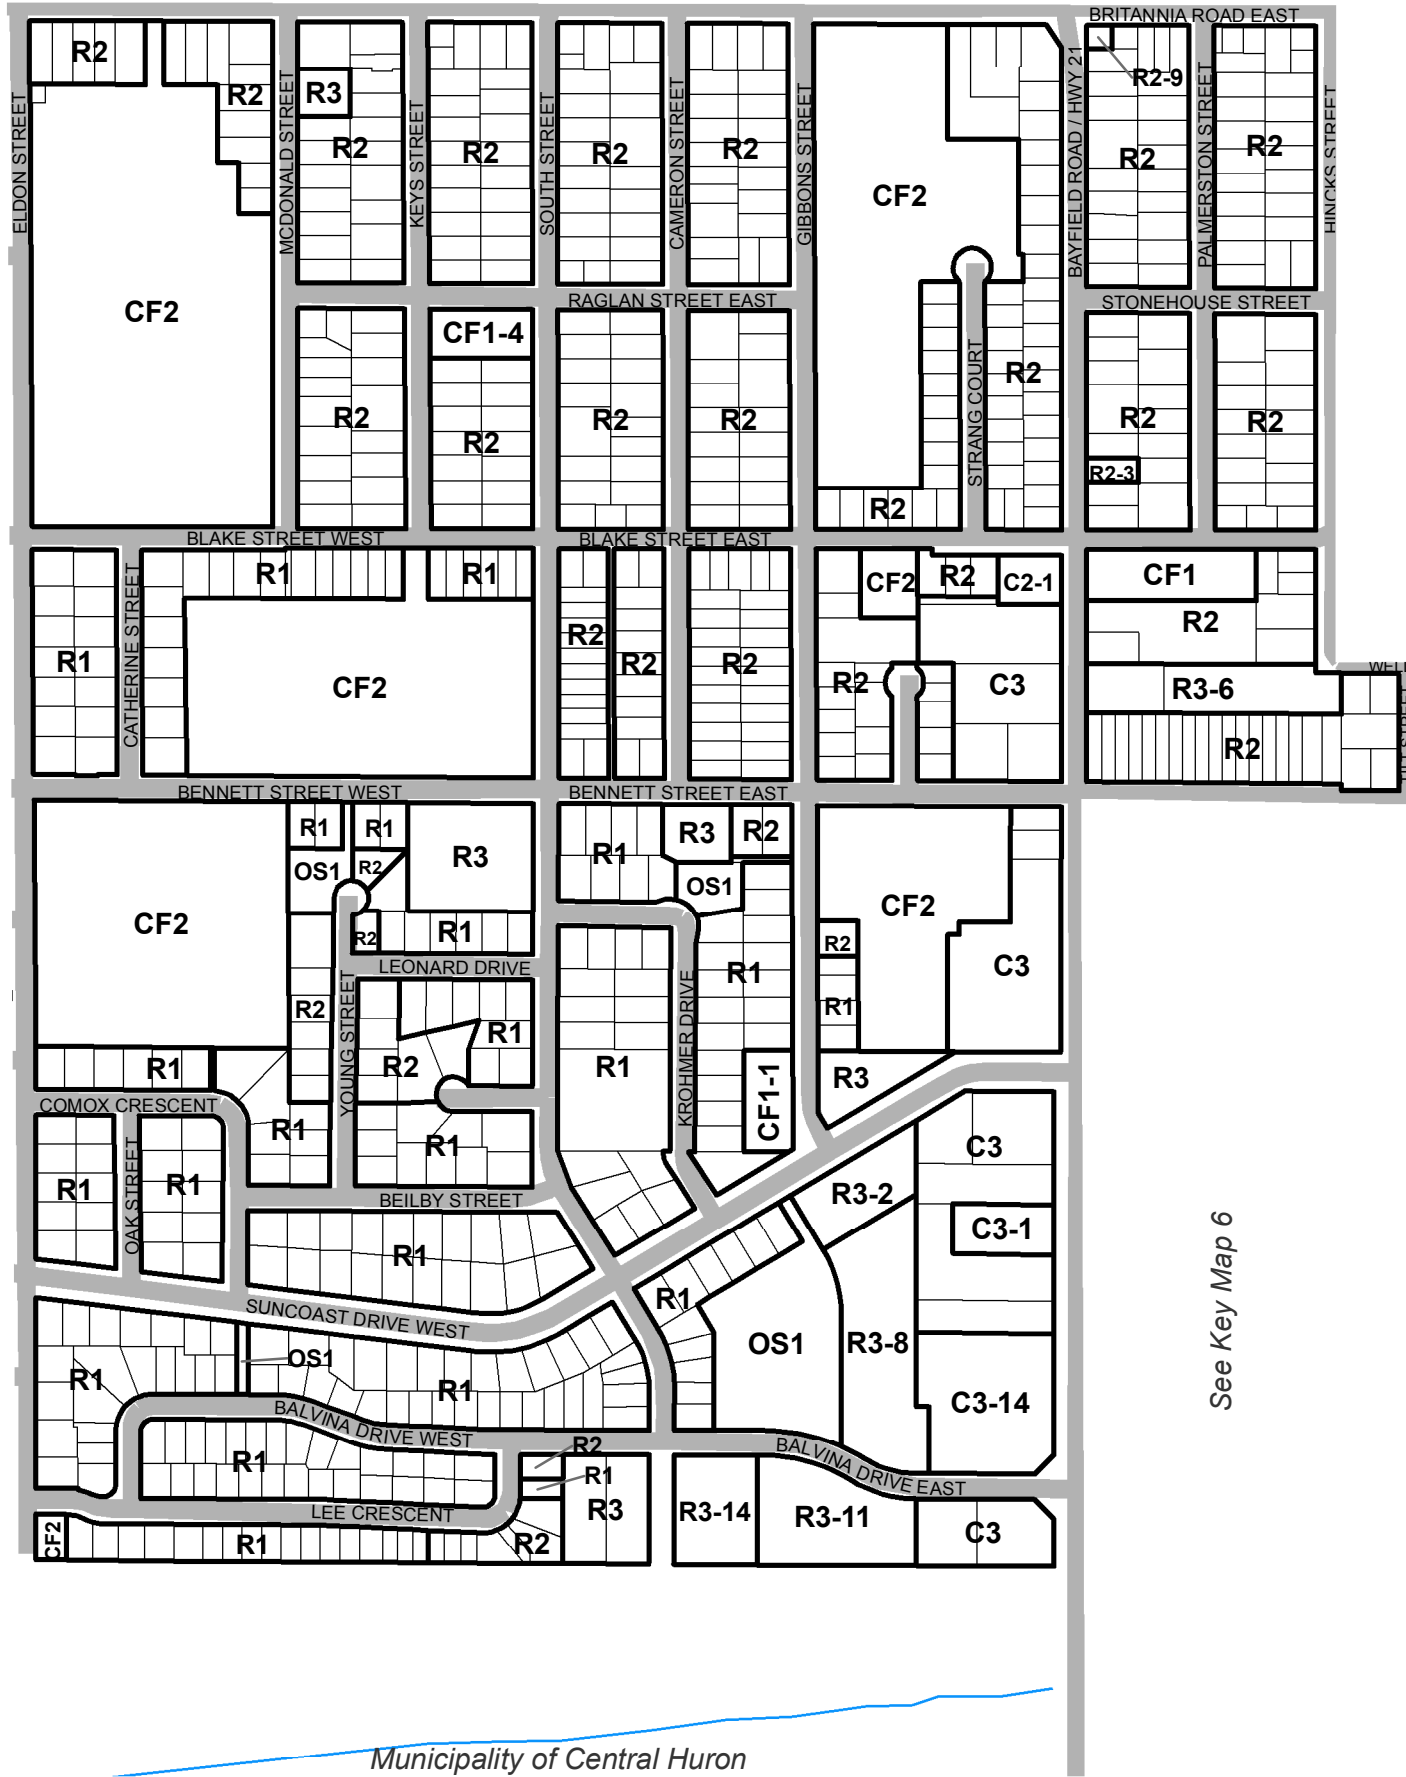 BRITANNIA ROAD EAST
R2
R2
R3
R2
R2
R2
R2
CF2
R2-9
R2
R2
ELDON STREET
MCDONALD STREET
KEYS STREET
SOUTH STREET
CAMERON STREET
GIBBONS STREET
BAYFIELD ROAD / HWY 21
PALMERSTON STREET
HINCKS STREET
CF2
RAGLAN STREET EAST
STONEHOUSE STREET
CF1-4
R2
R2
R2
R2
STRANG COURT
R2
R2
R2-3
R2
R2
BLAKE STREET WEST
BLAKE STREET EAST
R1
R1
CF2
R2
C2-1
CF1
R2
R1
CATHERINE STREET
CF2
R2
R2
R2
R2
C3
R3-6
R2
BENNETT STREET WEST
BENNETT STREET EAST
R1
R1
R3
R1
R3
R2
OS1
R2
OS1
CF2
CF2
R2
R1
R2
LEONARD DRIVE
R1
C3
R2
YOUNG STREET
R1
R2
R1
KROHMER DRIVE
R1
R1
R3
CF1-1
COMOX CRESCENT
R1
R1
R1
OAK STREET
R1
BEILBY STREET
C3
R3-2
C3-1
R1
See Key Map 6
SUNCOAST DRIVE WEST
R1
OS1
R3-8
OS1
R1
R1
C3-14
BALVINA DRIVE WEST
R2
BALVINA DRIVE EAST
R1
R1
LEE CRESCENT
R3
R3-14
R3-11
C3
CF2
R1
R2
Municipality of Central Huron